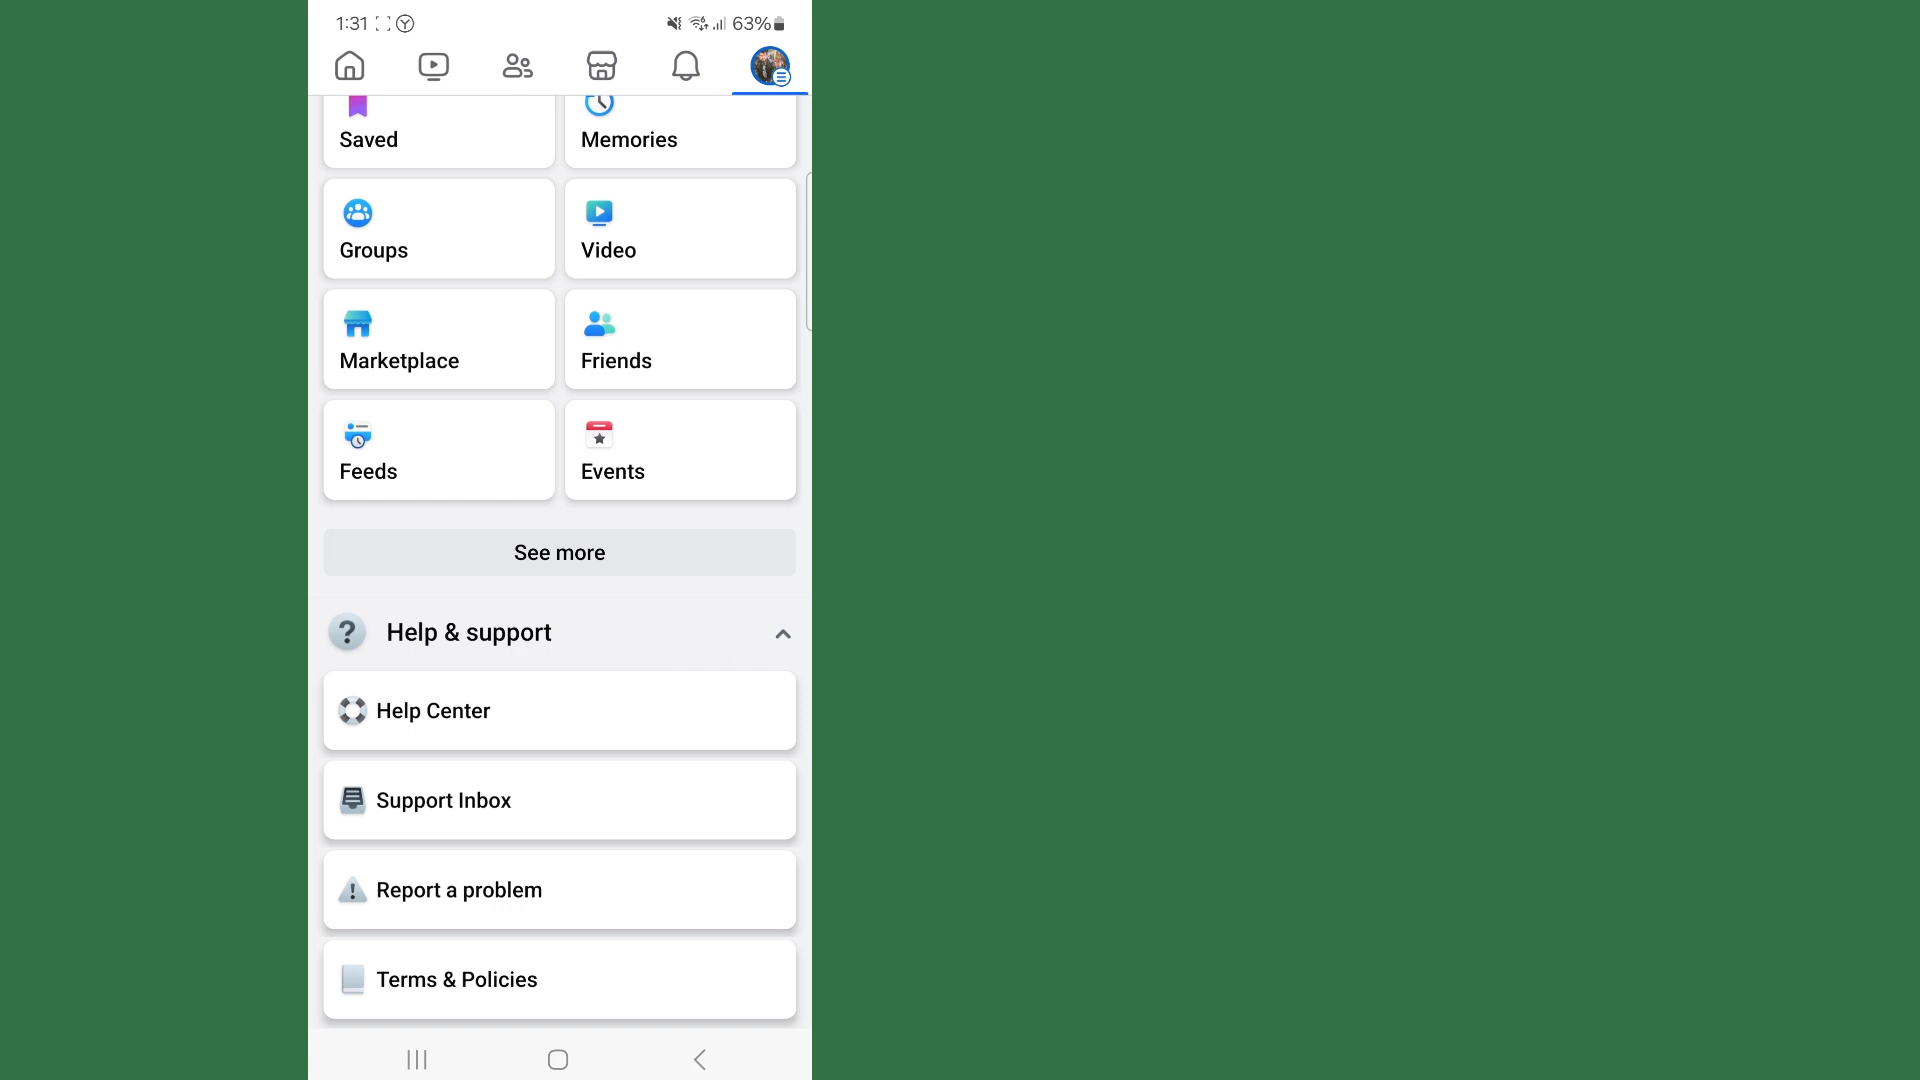 1:31 63%
Saved Memories
Groups Video
Marketplace Friends
Feeds Events
See more
Help & support
Help Center
Support Inbox
Report a problem
Terms & Policies